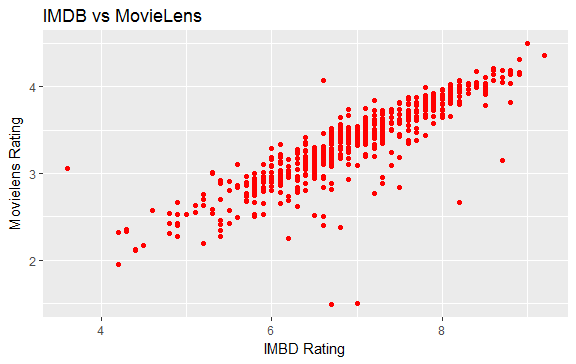 IMDB vs MovieLens
4
3
2
Movielens Rating
4 6 8
IMBD Rating